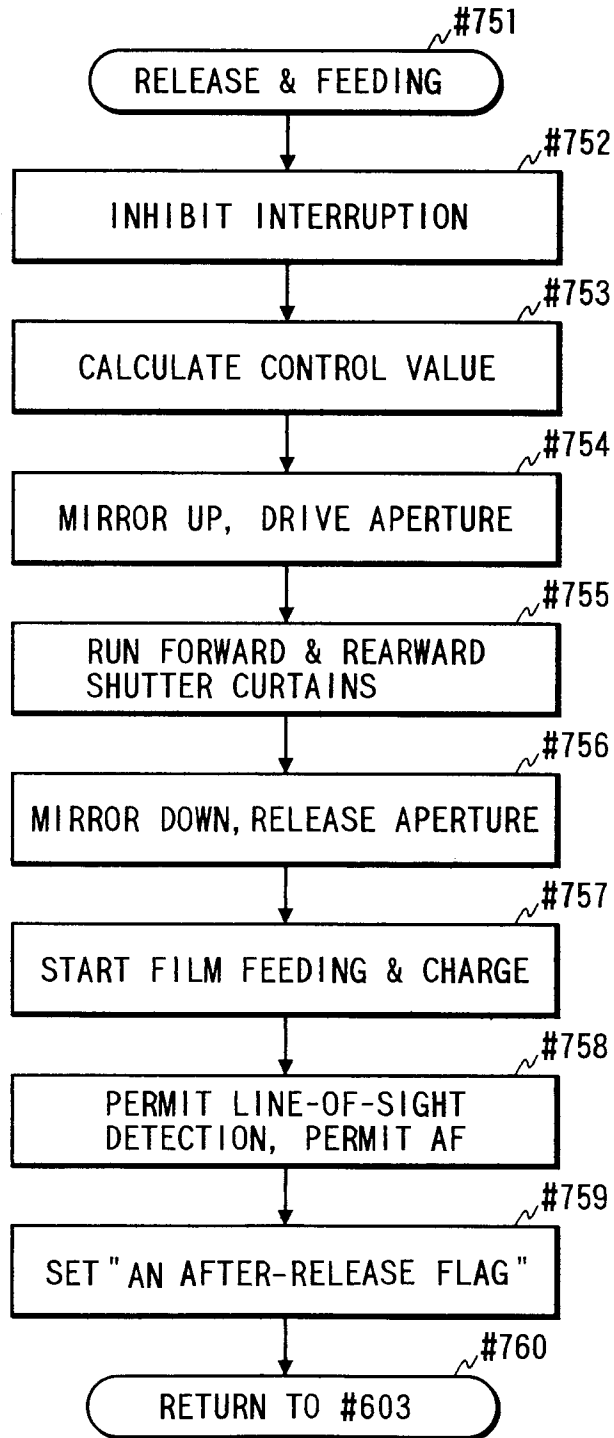 #751
RELEASE & FEEDING
#752
INHIBIT INTERRUPTION
#753
CALCULATE CONTROL VALUE
#754
MIRROR UP, DRIVE APERTURE
#755
RUN FORWARD & REARWARD
SHUTTER CURTAINS
#756
MIRROR DOWN, RELEASE APERTURE
#757
START FILM FEEDING & CHARGE
#758
PERMIT LINE-OF-SIGHT
DETECTION, PERMIT AF
#759
SET "AN AFTER-RELEASE FLAG"
#760
RETURN TO #603